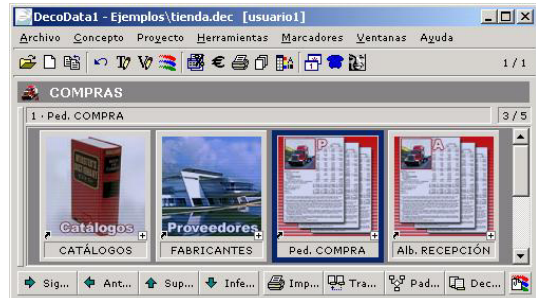 DecoData1 - Ejemplos\tienda.dec [usuario1]
Archivo Concepto Proyecto Herramientas Marcadores Ventanas Ayuda
1 / 1
COMPRAS
1 · Ped. COMPRA 3 / 5
Catálogos Proveedores P A
CATÁLOGOS FABRICANTES Ped. COMPRA Alb. RECEPCIÓN
Sig... Ant... Sup... Infe... Imp... Tra... Pad... Dec...